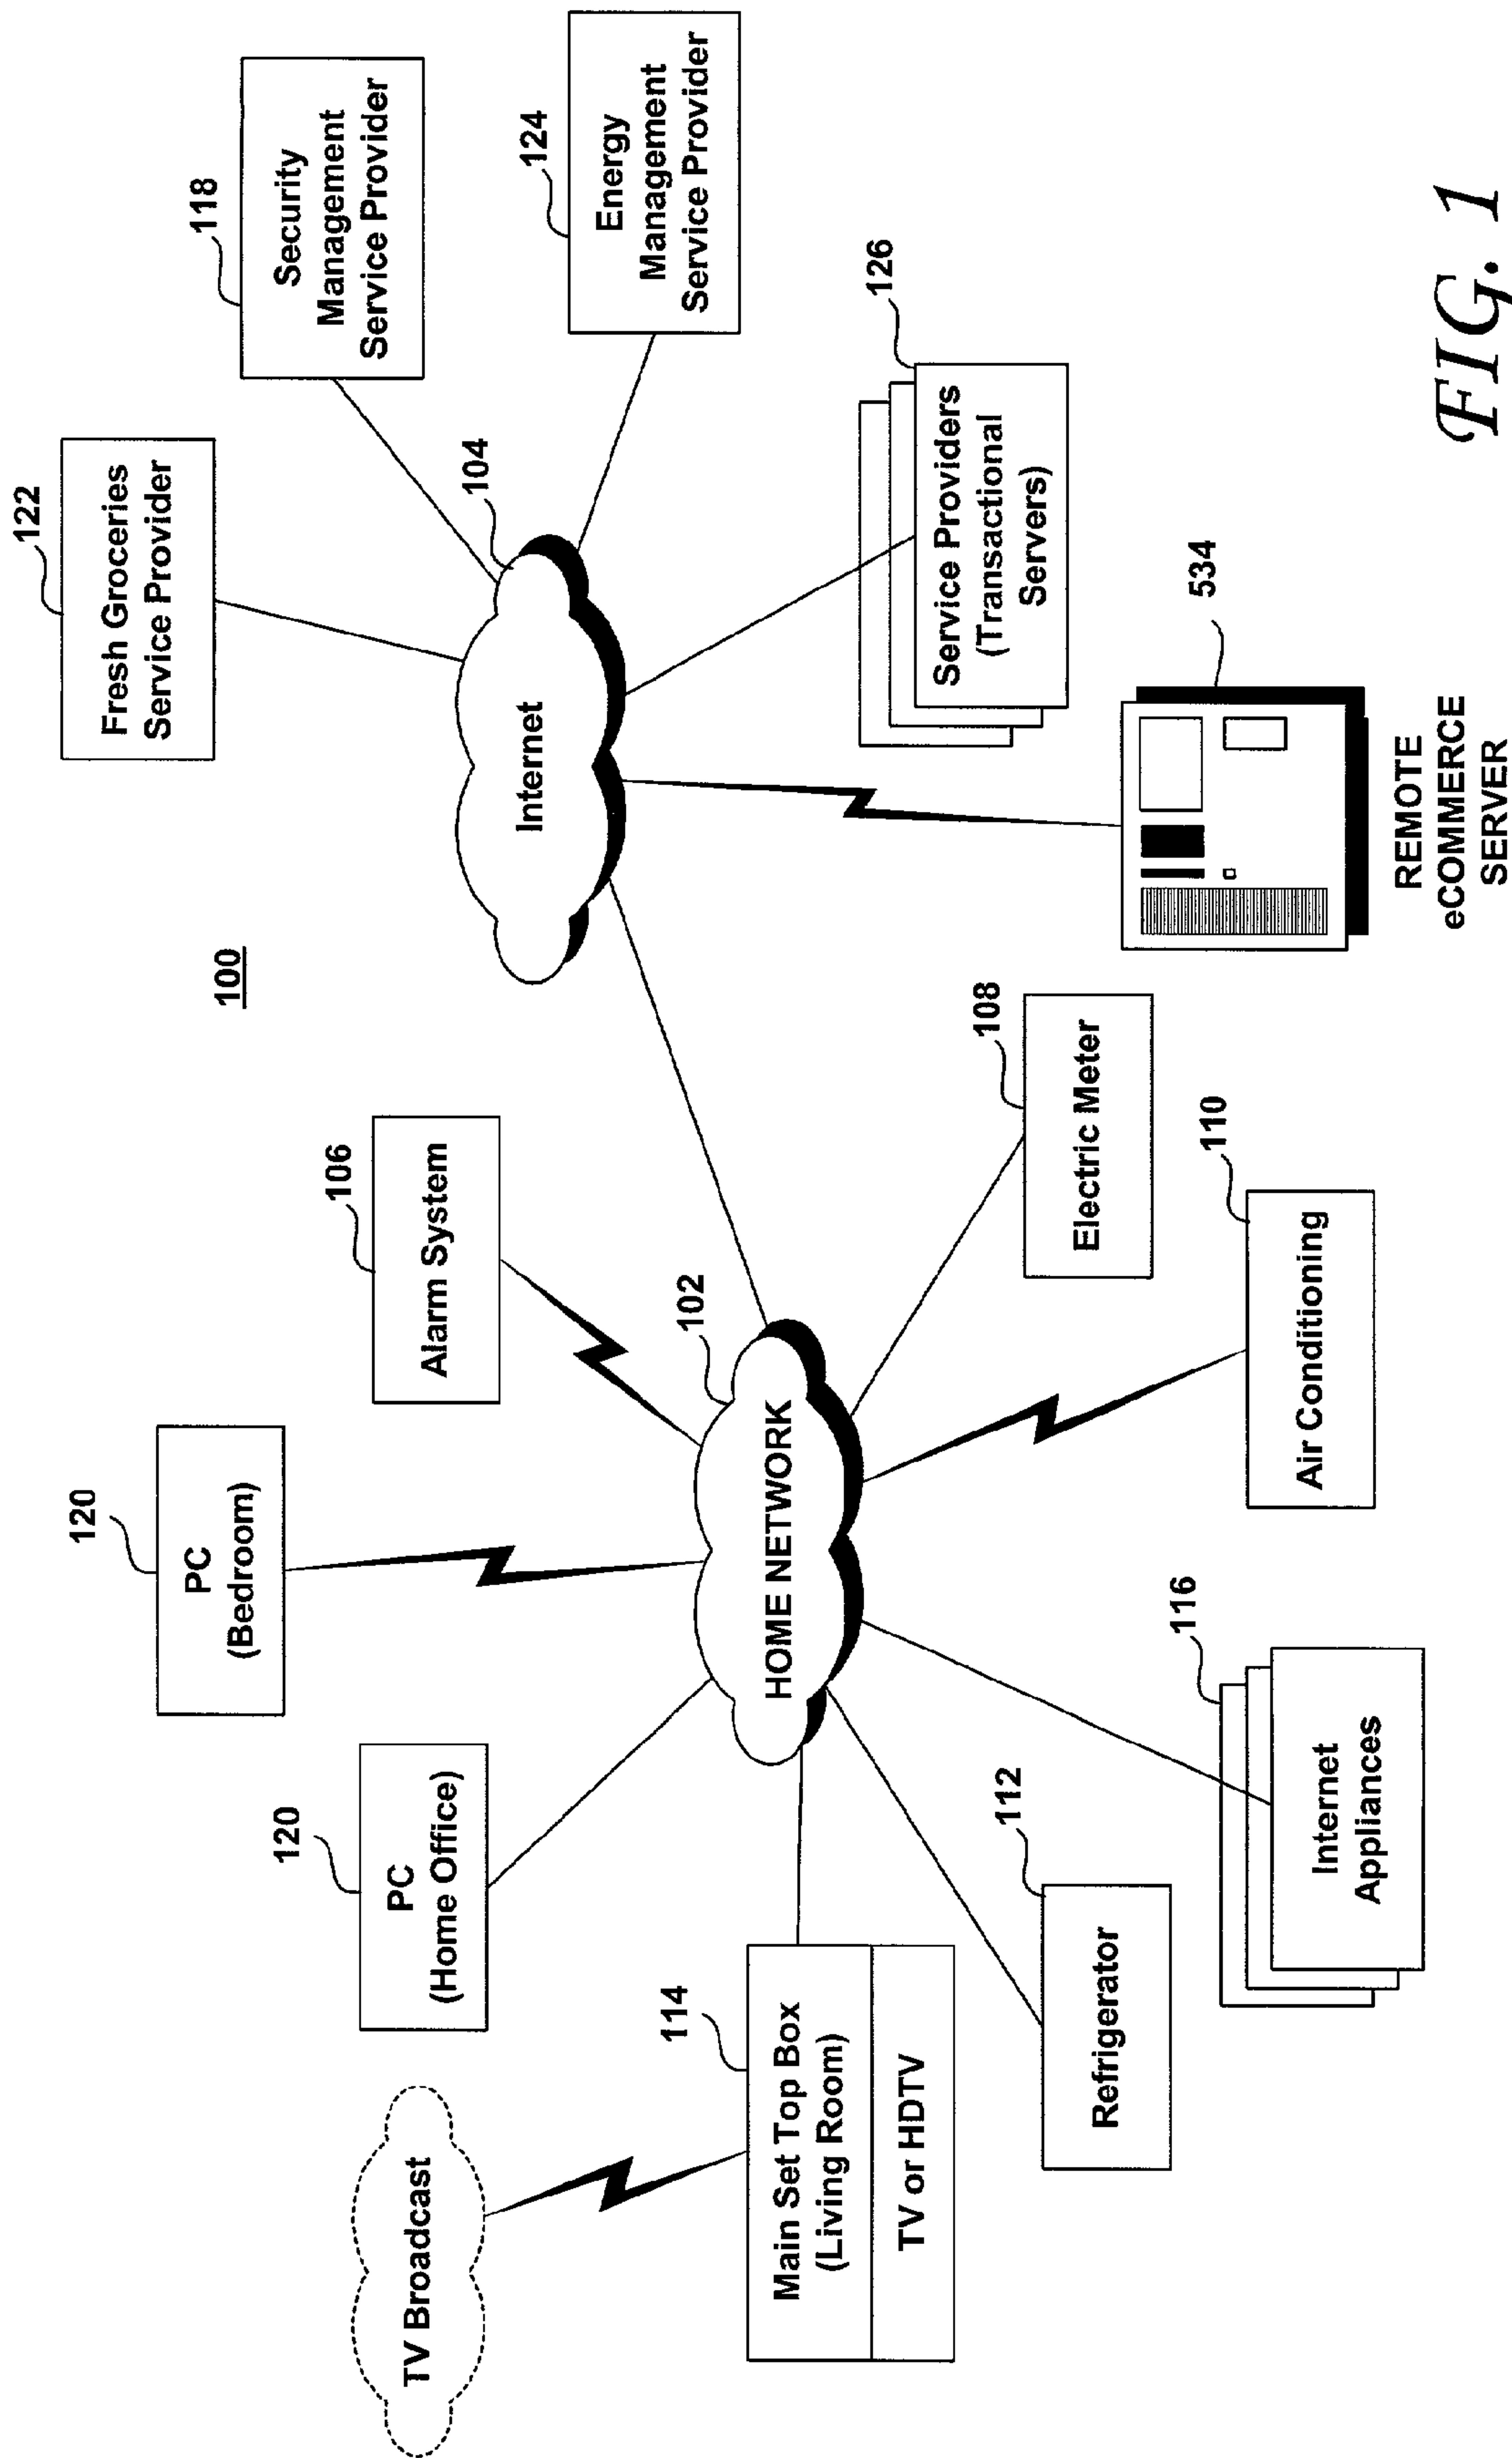 100
TV Broadcast
120
PC
(Home Office)
120
PC
(Bedroom)
106
Alarm System
122
Fresh Groceries
Service Provider
118
Security
Management
Service Provider
114
Main Set Top Box
(Living Room)
TV or HDTV
102
HOME NETWORK
104
Internet
124
Energy
Management
Service Provider
112
Refrigerator
116
Internet
Appliances
110
Air Conditioning
108
Electric Meter
126
Service Providers
(Transactional
Servers)
534
REMOTE
eCOMMERCE
SERVER
FIG. 1